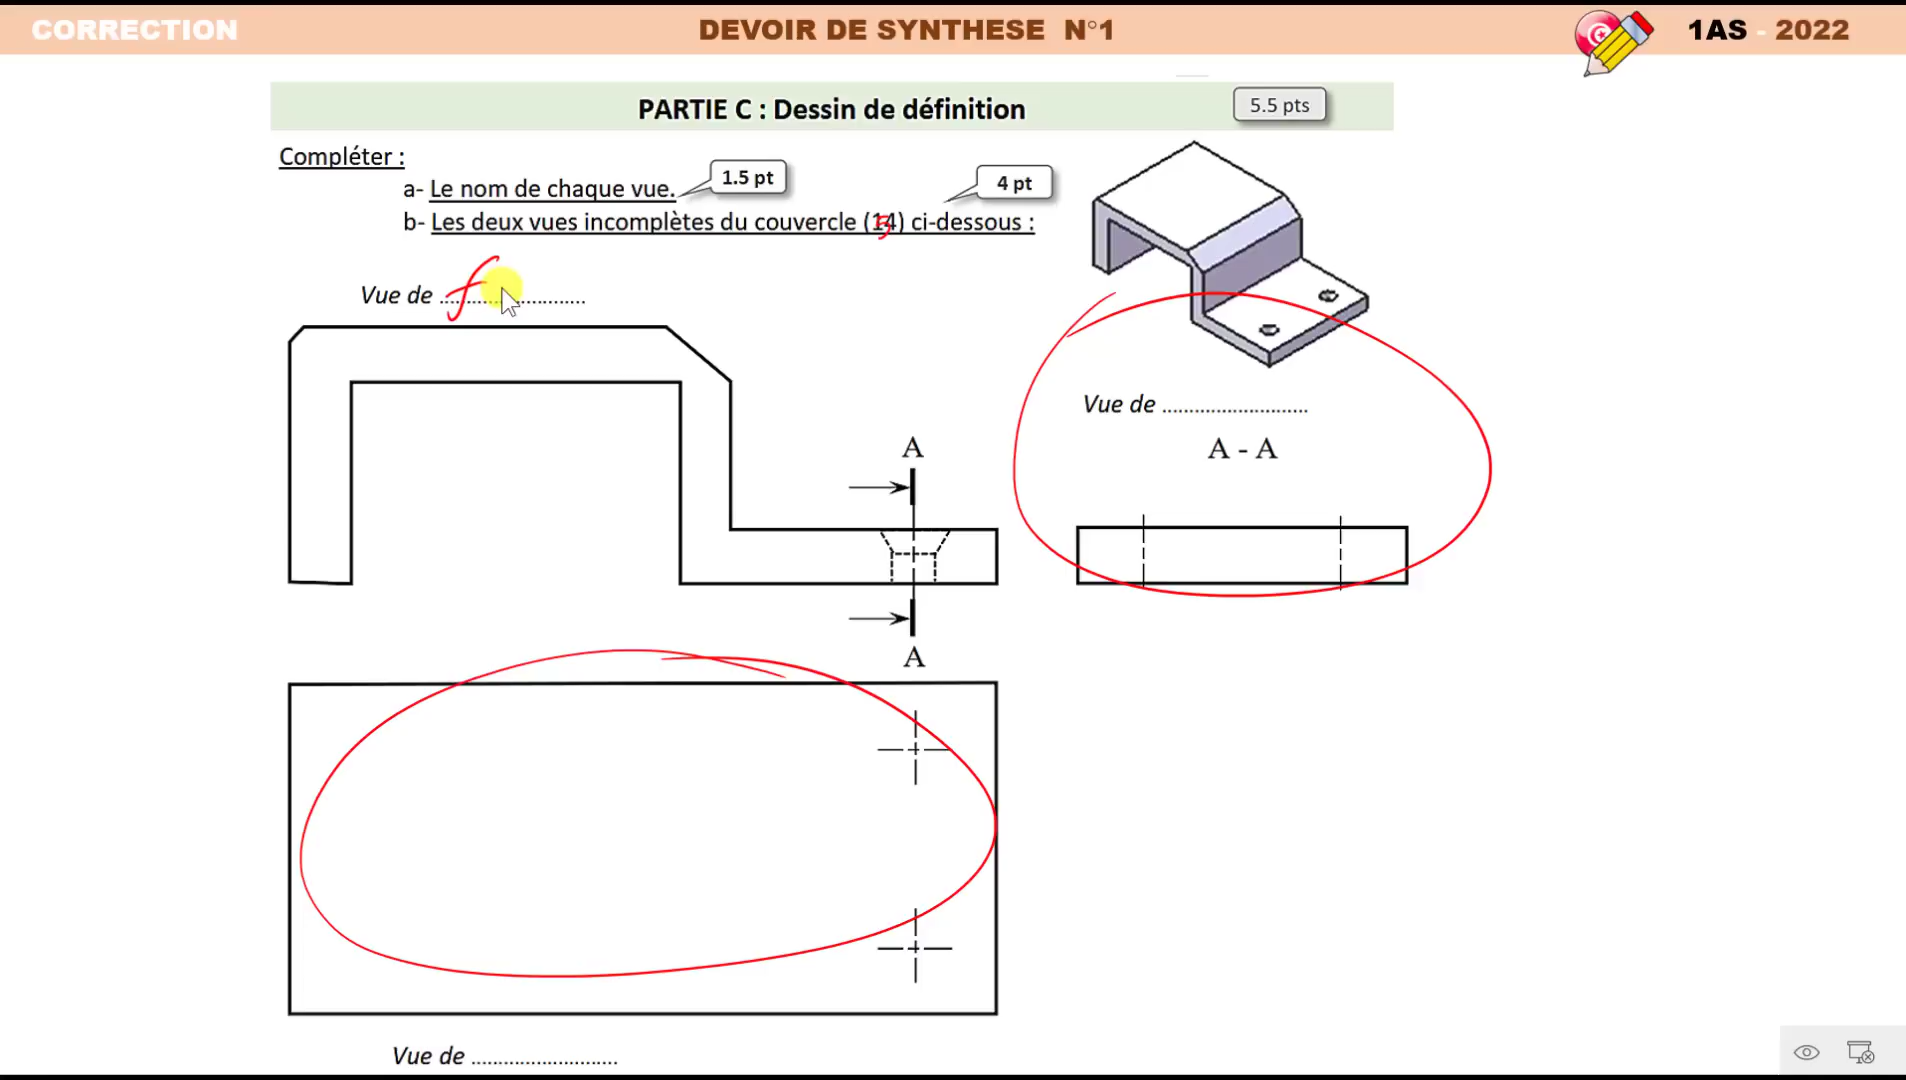 CORRECTION
DEVOIR DE SYNTHESE N°1
1AS - 2022
PARTIE C : Dessin de définition
5.5 pts
Compléter :
a- Le nom de chaque vue.
1.5 pt
4 pt
b- Les deux vues incomplètes du couvercle (14) ci-dessous :
5
Vue de f..........................
Vue de ..........................
A - A
A
A
Vue de ..........................